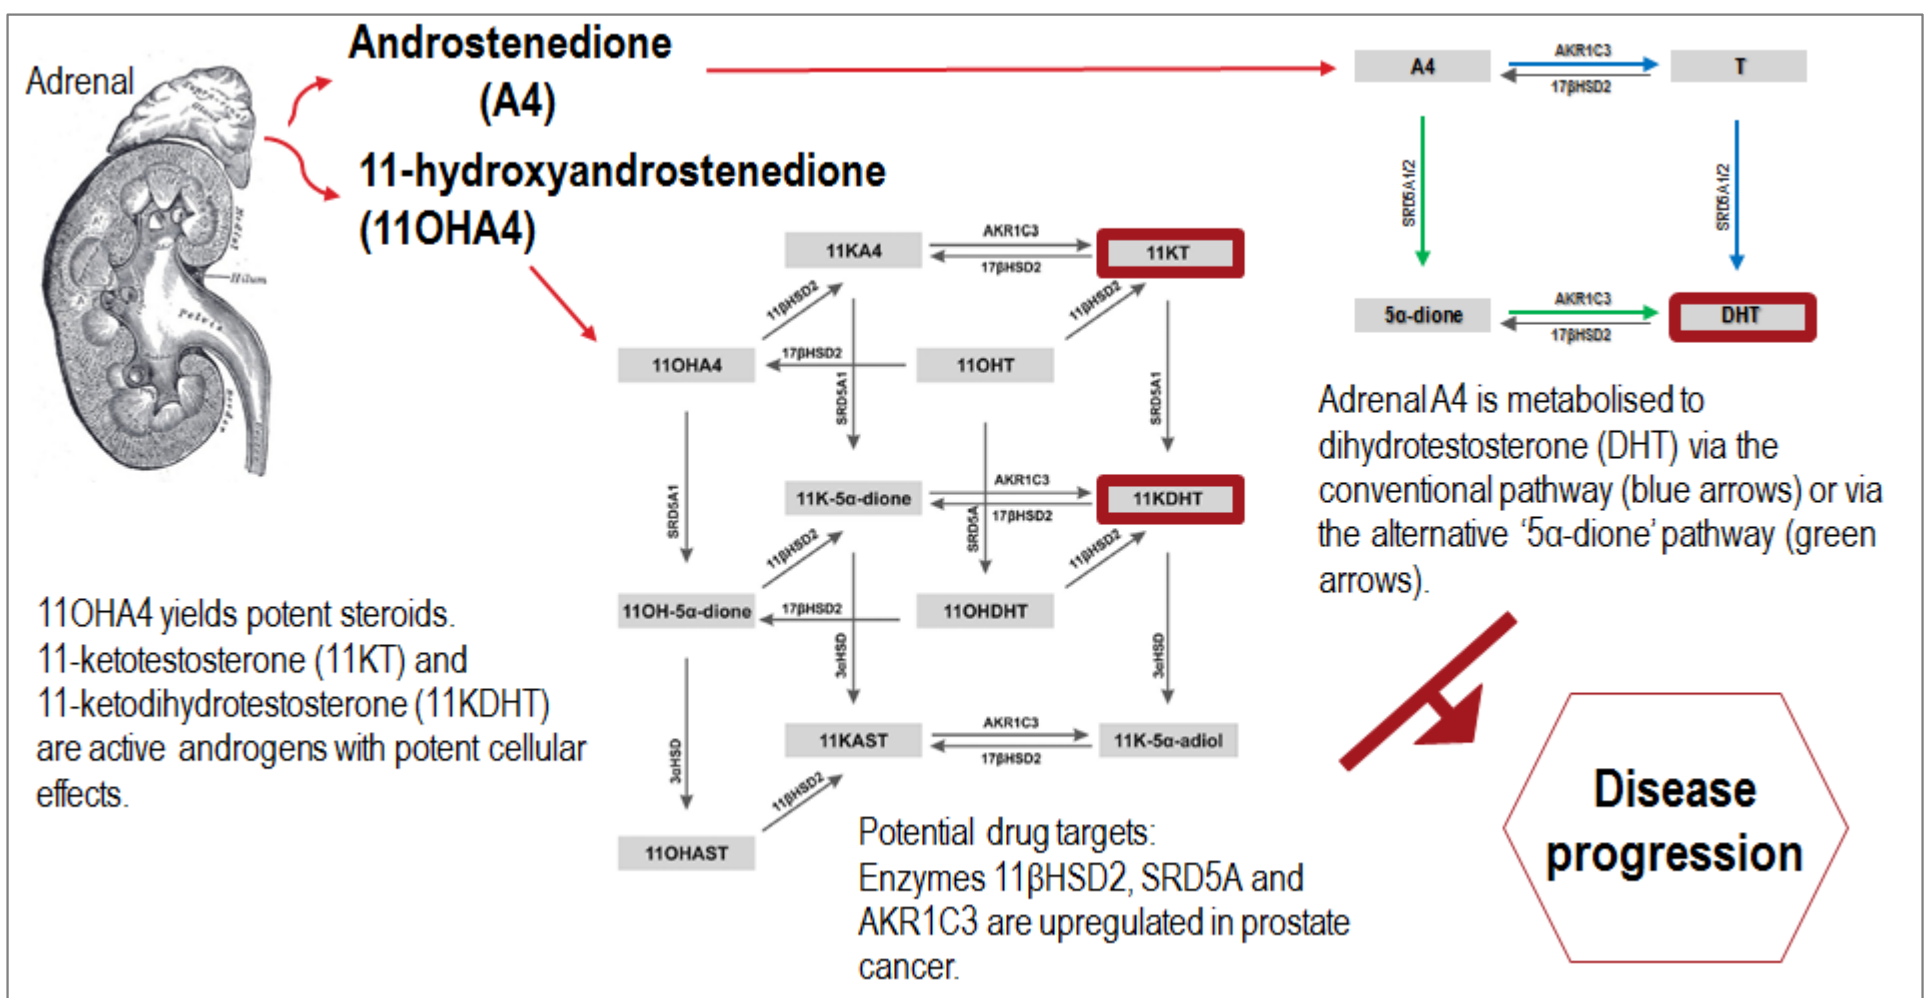 Adrenal
Androstenedione
(A4)
11-hydroxyandrostenedione
(11OHA4)
A4
AKR1C3
17βHSD2
T
SRD5A1/2
SRD5A1/2
5α-dione
AKR1C3
17βHSD2
DHT
11KA4
AKR1C3
17βHSD2
11KT
11βHSD2
11βHSD2
11OHA4
17βHSD2
11OHT
SRD5A1
SRD5A1
SRD5A1
SRD5A
11K-5α-dione
AKR1C3
17βHSD2
11KDHT
11βHSD2
11βHSD2
11OH-5α-dione
17βHSD2
11OHDHT
3αHSD
3αHSD
3αHSD
11KAST
AKR1C3
17βHSD2
11K-5α-adiol
11βHSD2
11OHAST
Adrenal A4 is metabolised to
dihydrotestosterone (DHT) via the
conventional pathway (blue arrows) or via
the alternative ‘5α-dione’ pathway (green
arrows).
11OHA4 yields potent steroids.
11-ketotestosterone (11KT) and
11-ketodihydrotestosterone (11KDHT)
are active androgens with potent cellular
effects.
Potential drug targets:
Enzymes 11βHSD2, SRD5A and
AKR1C3 are upregulated in prostate
cancer.
Disease
progression
Hilum
Pelvis